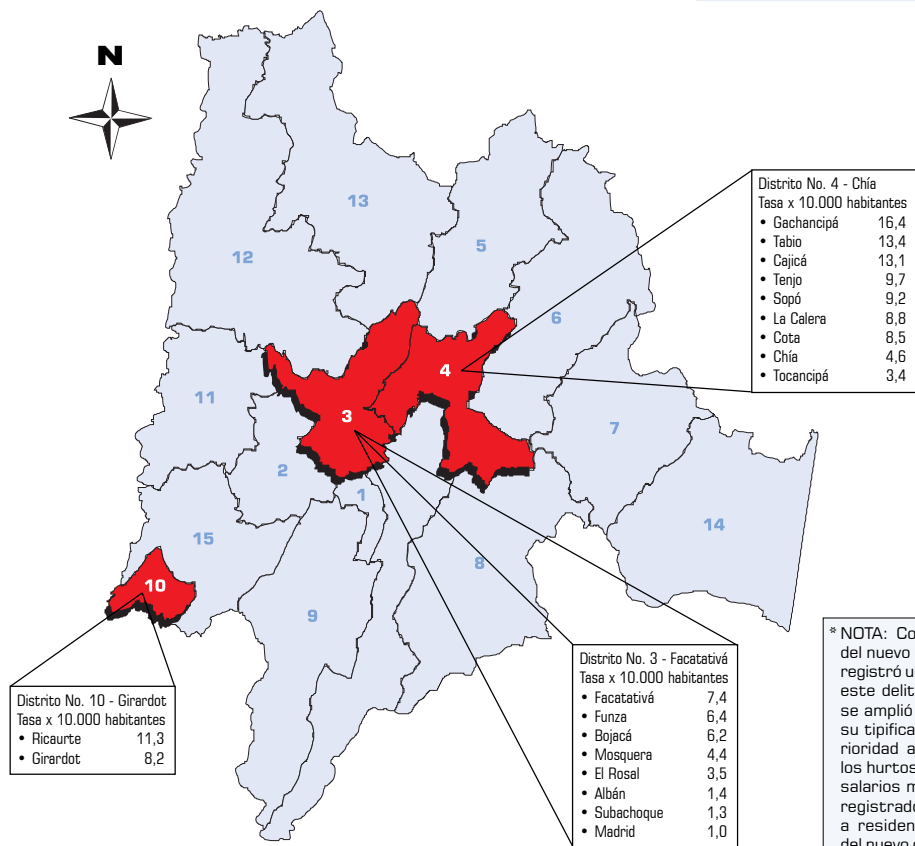 N
13
5
12
6
4
11
3
7
2
1
15
14
8
10
9
Distrito No. 4 - Chía
Tasa x 10.000 habitantes
• Gachancipá 16,4
• Tabio 13,4
• Cajicá 13,1
• Tenjo 9,7
• Sopó 9,2
• La Calera 8,8
• Cota 8,5
• Chía 4,6
• Tocancipá 3,4
Distrito No. 10 - Girardot
Tasa x 10.000 habitantes
• Ricaurte 11,3
• Girardot 8,2
Distrito No. 3 - Facatativá
Tasa x 10.000 habitantes
• Facatativá 7,4
• Funza 6,4
• Bojacá 6,2
• Mosquera 4,4
• El Rosal 3,5
• Albán 1,4
• Subachoque 1,3
• Madrid 1,0
* NOTA: Co
del nuevo
registró u
este delit
se amplió
su tipifica
rioridad a
los hurtos
salarios m
registrado
a residen
del nuevo